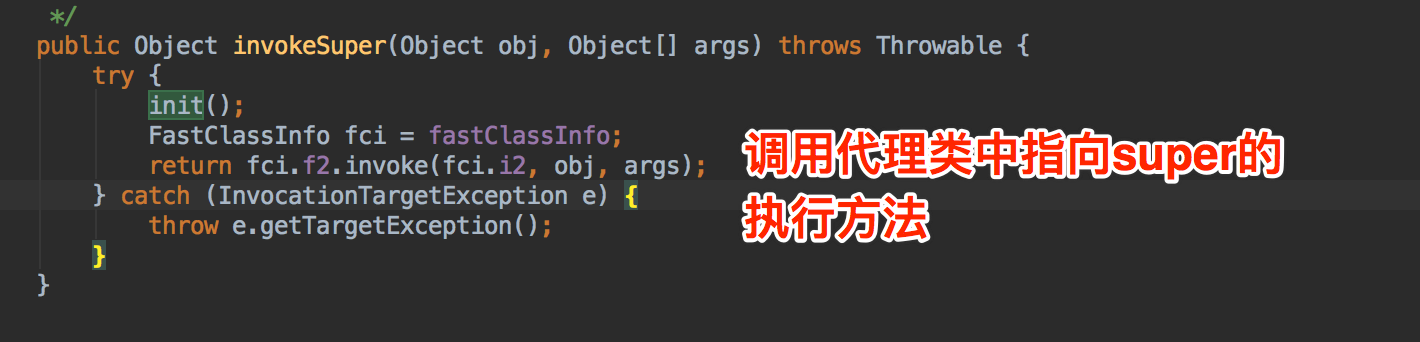 */
public Object invokeSuper(Object obj, Object[] args) throws Throwable {
try {
init();
FastClassInfo fci = fastClassInfo;
return fci.f2.invoke(fci.i2, obj, args);
} catch (InvocationTargetException e) {
throw e.getTargetException();
}
}
调用代理类中指向super的
执行方法